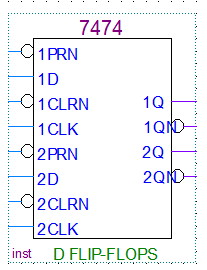 7474
1PRN
1D
1CLRN 1Q
1CLK 1QN
2PRN 2Q
2D 2QN
2CLRN
2CLK
inst D FLIP-FLOPS